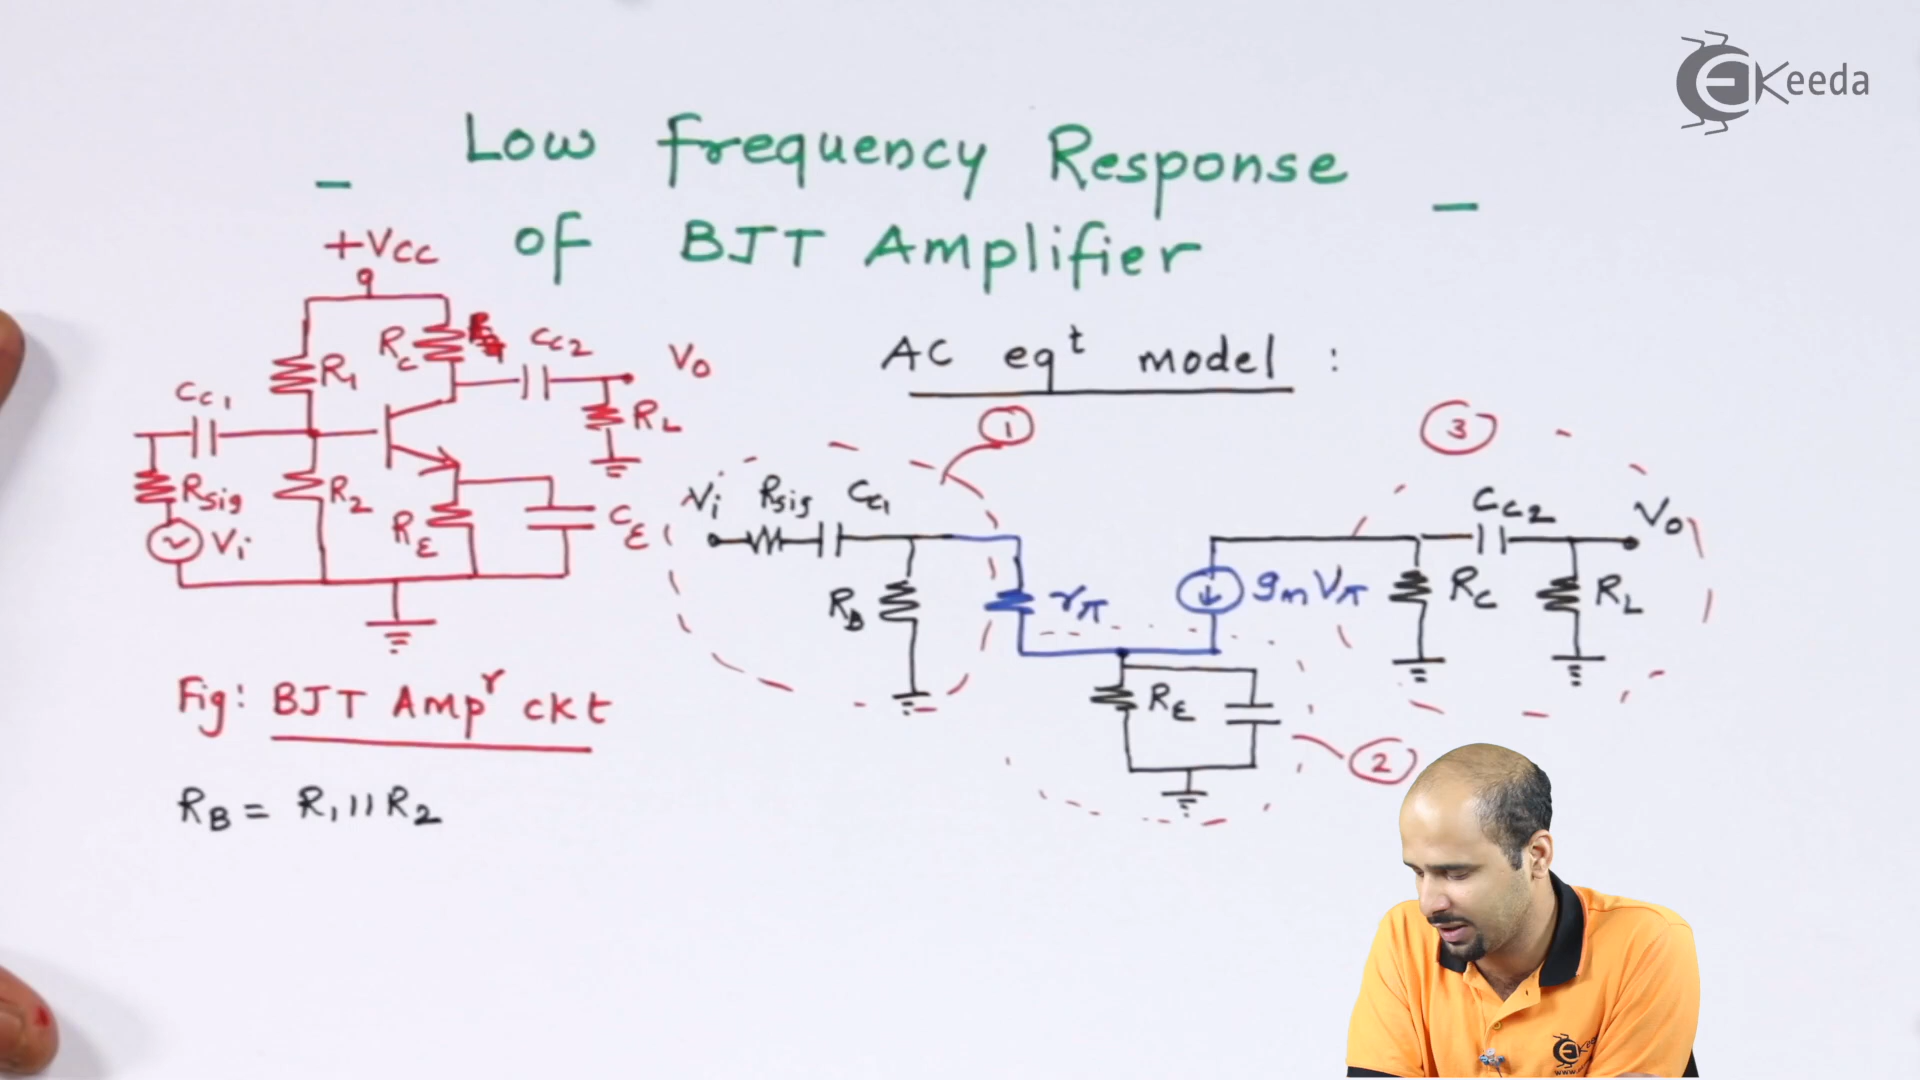 EKeeda
Low Frequency Response
of BJT Amplifier
+VCC
RC
R1
CC2
VO
RL
CC1
Rsig
R2
RE
CE
Vi
Fig: BJT Ampr ckt
RB = R1 || R2
AC eqt model :
1
3
Vi
Rsig
CC1
RB
rπ
gmVπ
RC
CC2
VO
RL
RE
2